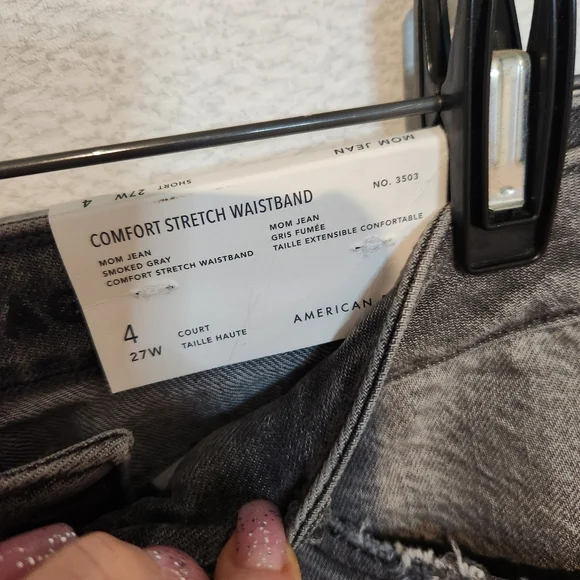 MOM JEAN
4 SHORT 27W
COMFORT STRETCH WAISTBAND
NO. 3503
MOM JEAN
SMOKED GRAY
COMFORT STRETCH WAISTBAND
MOM JEAN
GRIS FUMÉE
TAILLE EXTENSIBLE CONFORTABLE
4
27W
COURT
TAILLE HAUTE
AMERICAN